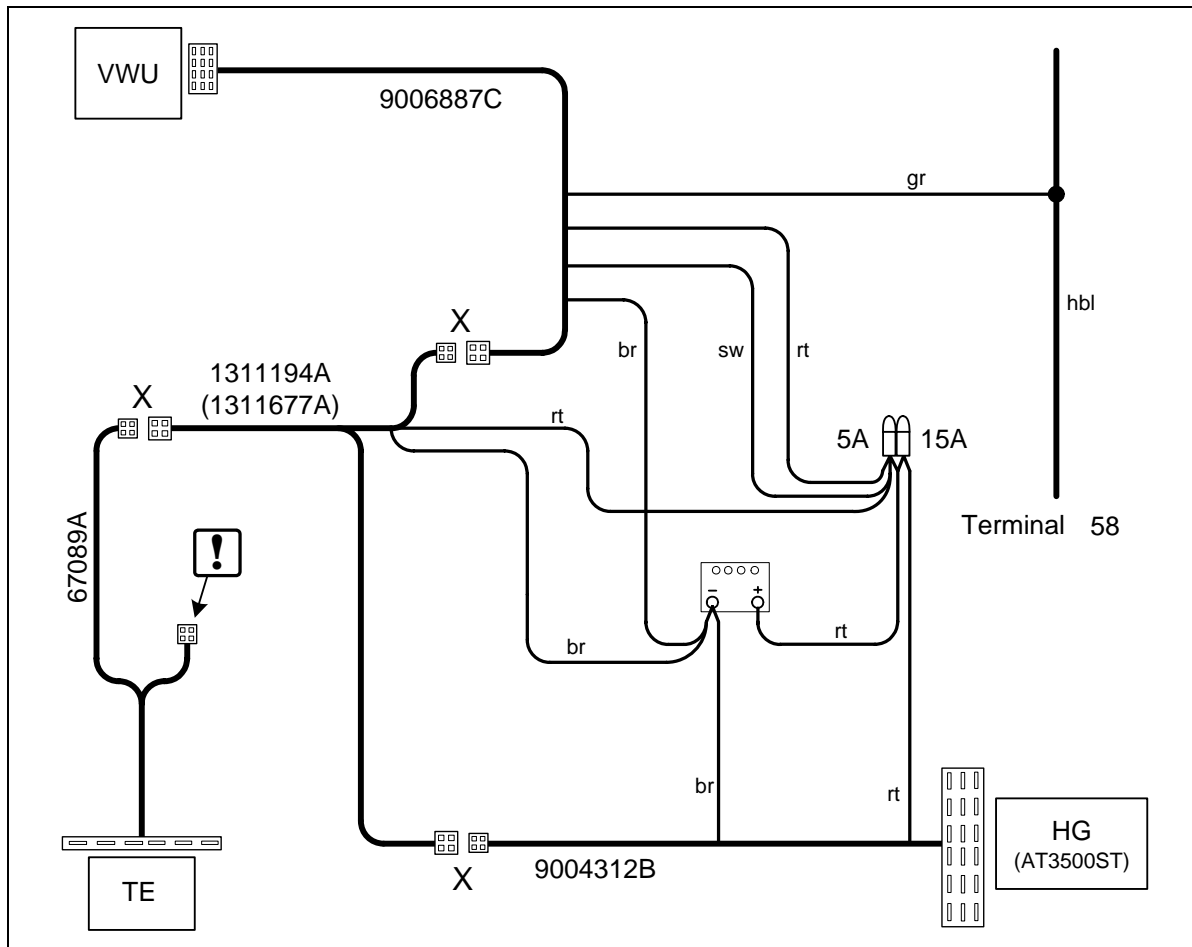 VWU
9006887C
gr
hbl
X
br
sw
rt
1311194A
(1311677A)
X
rt
5A
15A
Terminal 58
!
67089A
– +
rt
br
br
rt
HG
(AT3500ST)
X
9004312B
TE